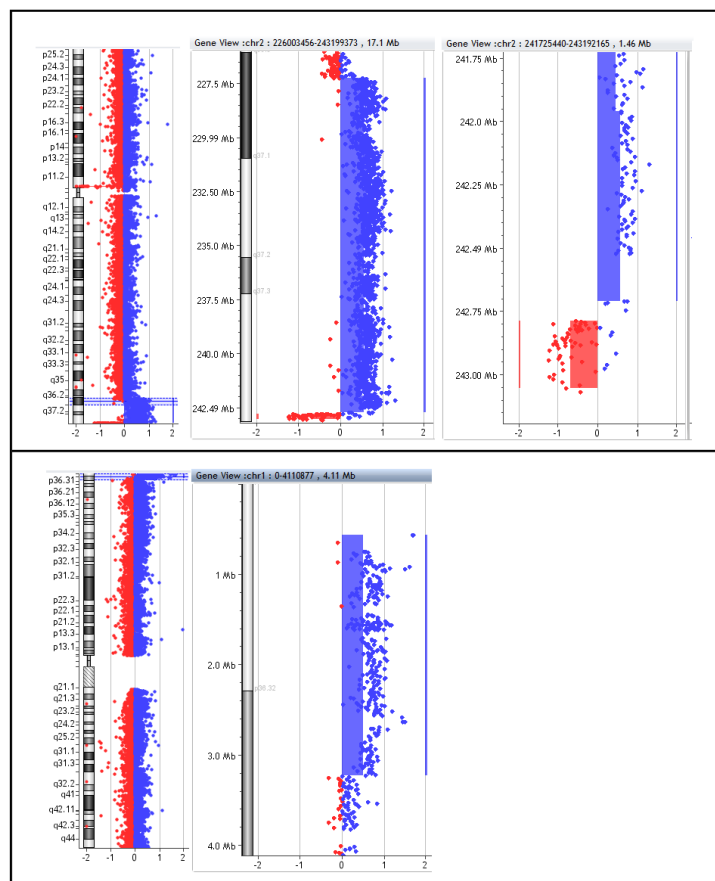 Gene View :chr2 : 226003456-243199373 , 17.1 Mb
Gene View :chr2 : 241725440-243192165 , 1.46 Mb
p25.2
p24.3
p24.1
p23.2
p22.2
p16.3
p16.1
p14
p13.2
p11.2
q12.1
q13
q14.2
q21.1
q22.1
q22.3
q24.1
q24.3
q31.2
q32.2
q33.1
q33.3
q35
q36.2
q37.2
-2 -1 0 1 2
227.5 Mb
229.99 Mb
232.50 Mb
235.0 Mb
237.5 Mb
240.0 Mb
242.49 Mb
q37.1
q37.2
q37.3
-2 -1 0 1 2
241.75 Mb
242.0 Mb
242.25 Mb
242.49 Mb
242.75 Mb
243.00 Mb
-2 -1 0 1 2
Gene View :chr1 : 0-4110877 , 4.11 Mb
p36.31
p36.21
p36.12
p35.3
p34.2
p32.3
p32.1
p31.2
p22.3
p22.1
p21.2
p13.3
p13.1
q21.1
q21.3
q23.2
q24.2
q25.2
q31.1
q31.3
q32.2
q41
q42.11
q42.3
q44
-2 -1 0 1 2
1 Mb
2.0 Mb
3.0 Mb
4.0 Mb
p36.32
-2 -1 0 1 2